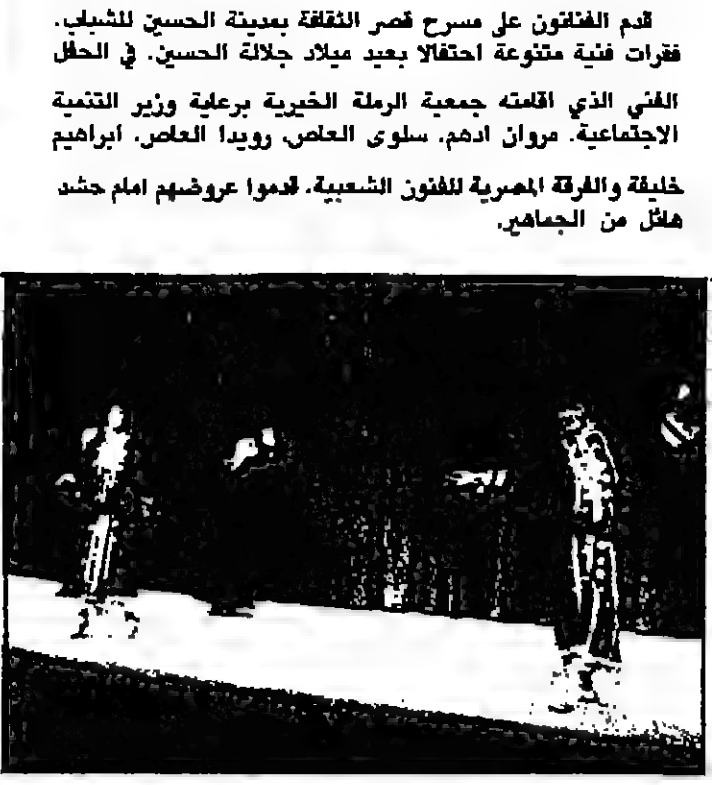 قدم الفنانون على مسرح قصر الثقافة بمدينة الحسين للشباب.
فقرات فنية متنوعة احتفالا بعيد ميلاد جلالة الحسين. في الحفل
الفني الذي اقامته جمعية الرملة الخيرية برعاية وزير التنمية
الاجتماعية. مروان ادهم. سلوى العاص. رويدا العاص. ابراهيم
خليفة والفرقة المصرية للفنون الشعبية. قدموا عروضهم امام حشد
هائل من الجماهير.